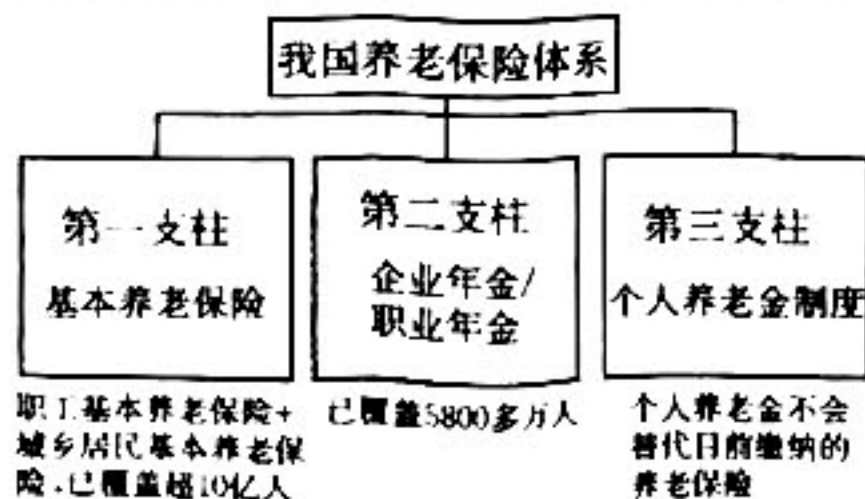 我国养老保险体系
第一支柱
基本养老保险
第二支柱
企业年金/
职业年金
第三支柱
个人养老金制度
职工基本养老保险+
城乡居民基本养老保
险,已覆盖超10亿人
已覆盖5800多万人
个人养老金不会
替代目前缴纳的
养老保险